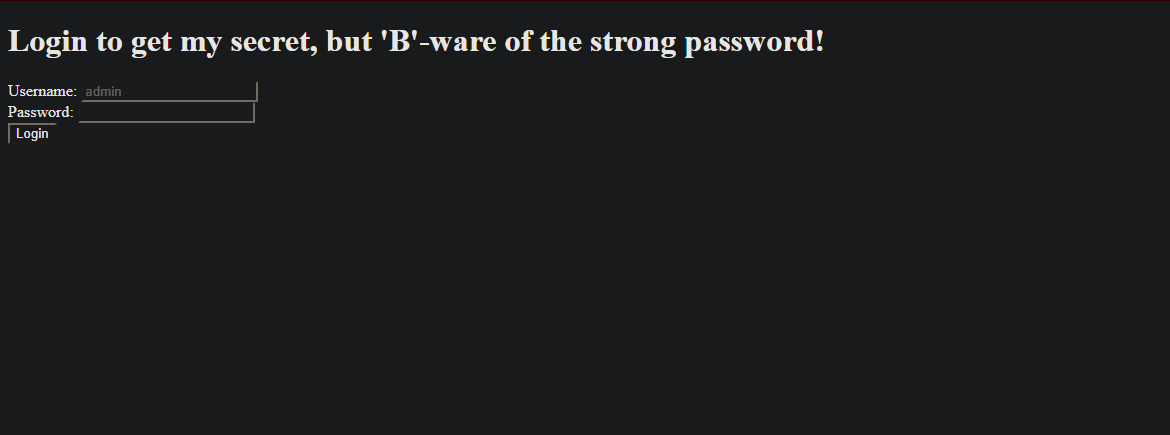 Login to get my secret, but 'B'-ware of the strong password!
Username: admin
Password:
Login